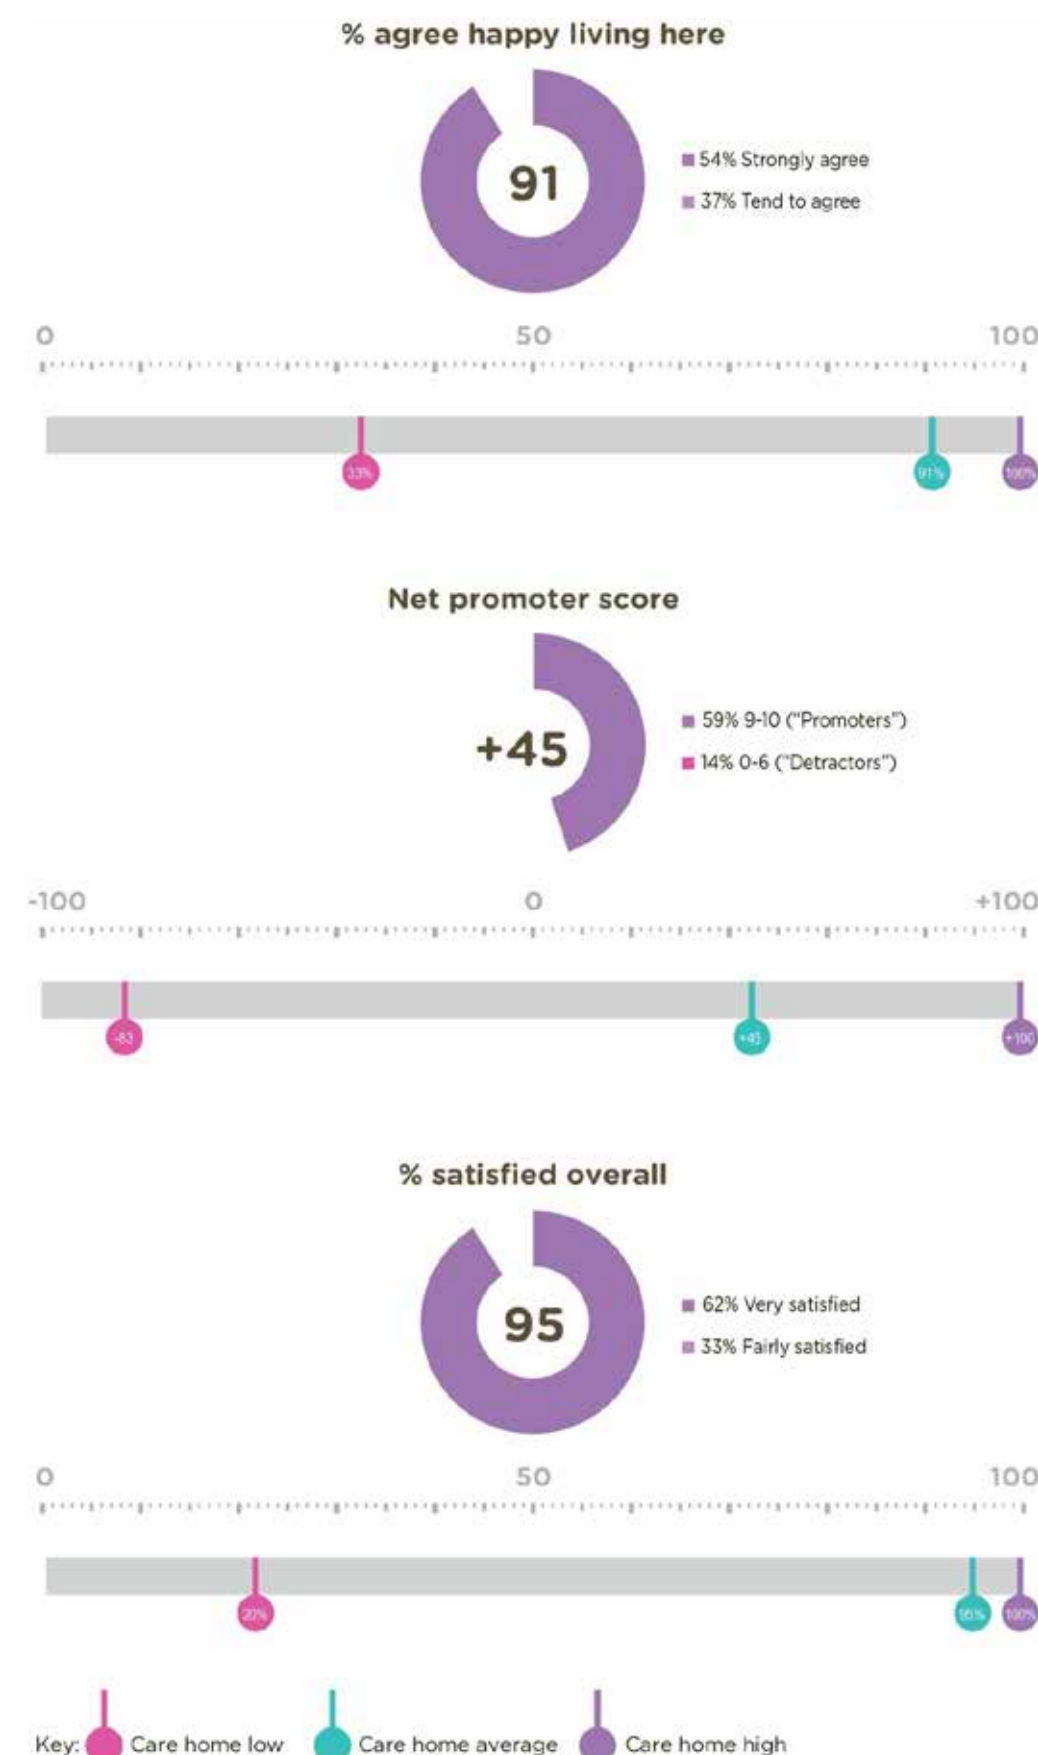 % agree happy living here
91
54% Strongly agree
37% Tend to agree
0 50 100
33% 91% 100%
Net promoter score
+45
59% 9-10 ("Promoters")
14% 0-6 ("Detractors")
-100 0 +100
-83 +45 +100
% satisfied overall
95
62% Very satisfied
33% Fairly satisfied
0 50 100
20% 95% 100%
Key: Care home low Care home average Care home high